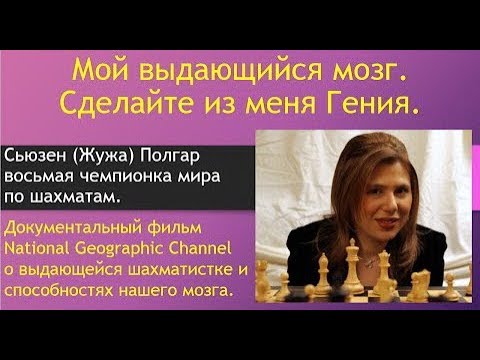 Мой выдающийся мозг.
Сделайте из меня Гения.
Сьюзен (Жужа) Полгар
восьмая чемпионка мира
по шахматам.
Документальный фильм
National Geographic Channel
о выдающейся шахматистке и
способностях нашего мозга.